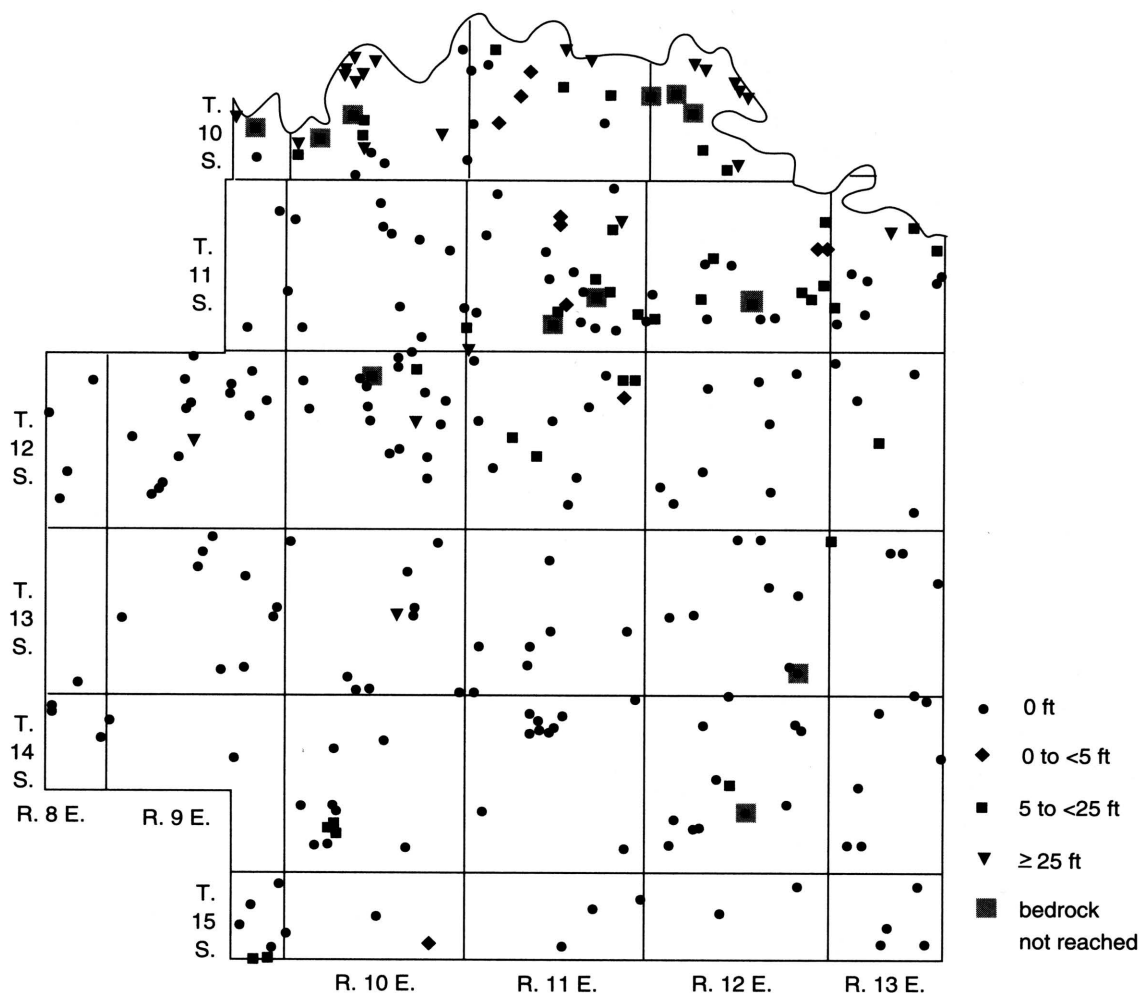 T.
10
S.
T.
11
S.
T.
12
S.
T.
13
S.
T.
14
S.
R. 8 E.
R. 9 E.
T.
15
S.
R. 10 E.
R. 11 E.
R. 12 E.
R. 13 E.
0 ft
0 to <5 ft
5 to <25 ft
≥ 25 ft
bedrock
not reached